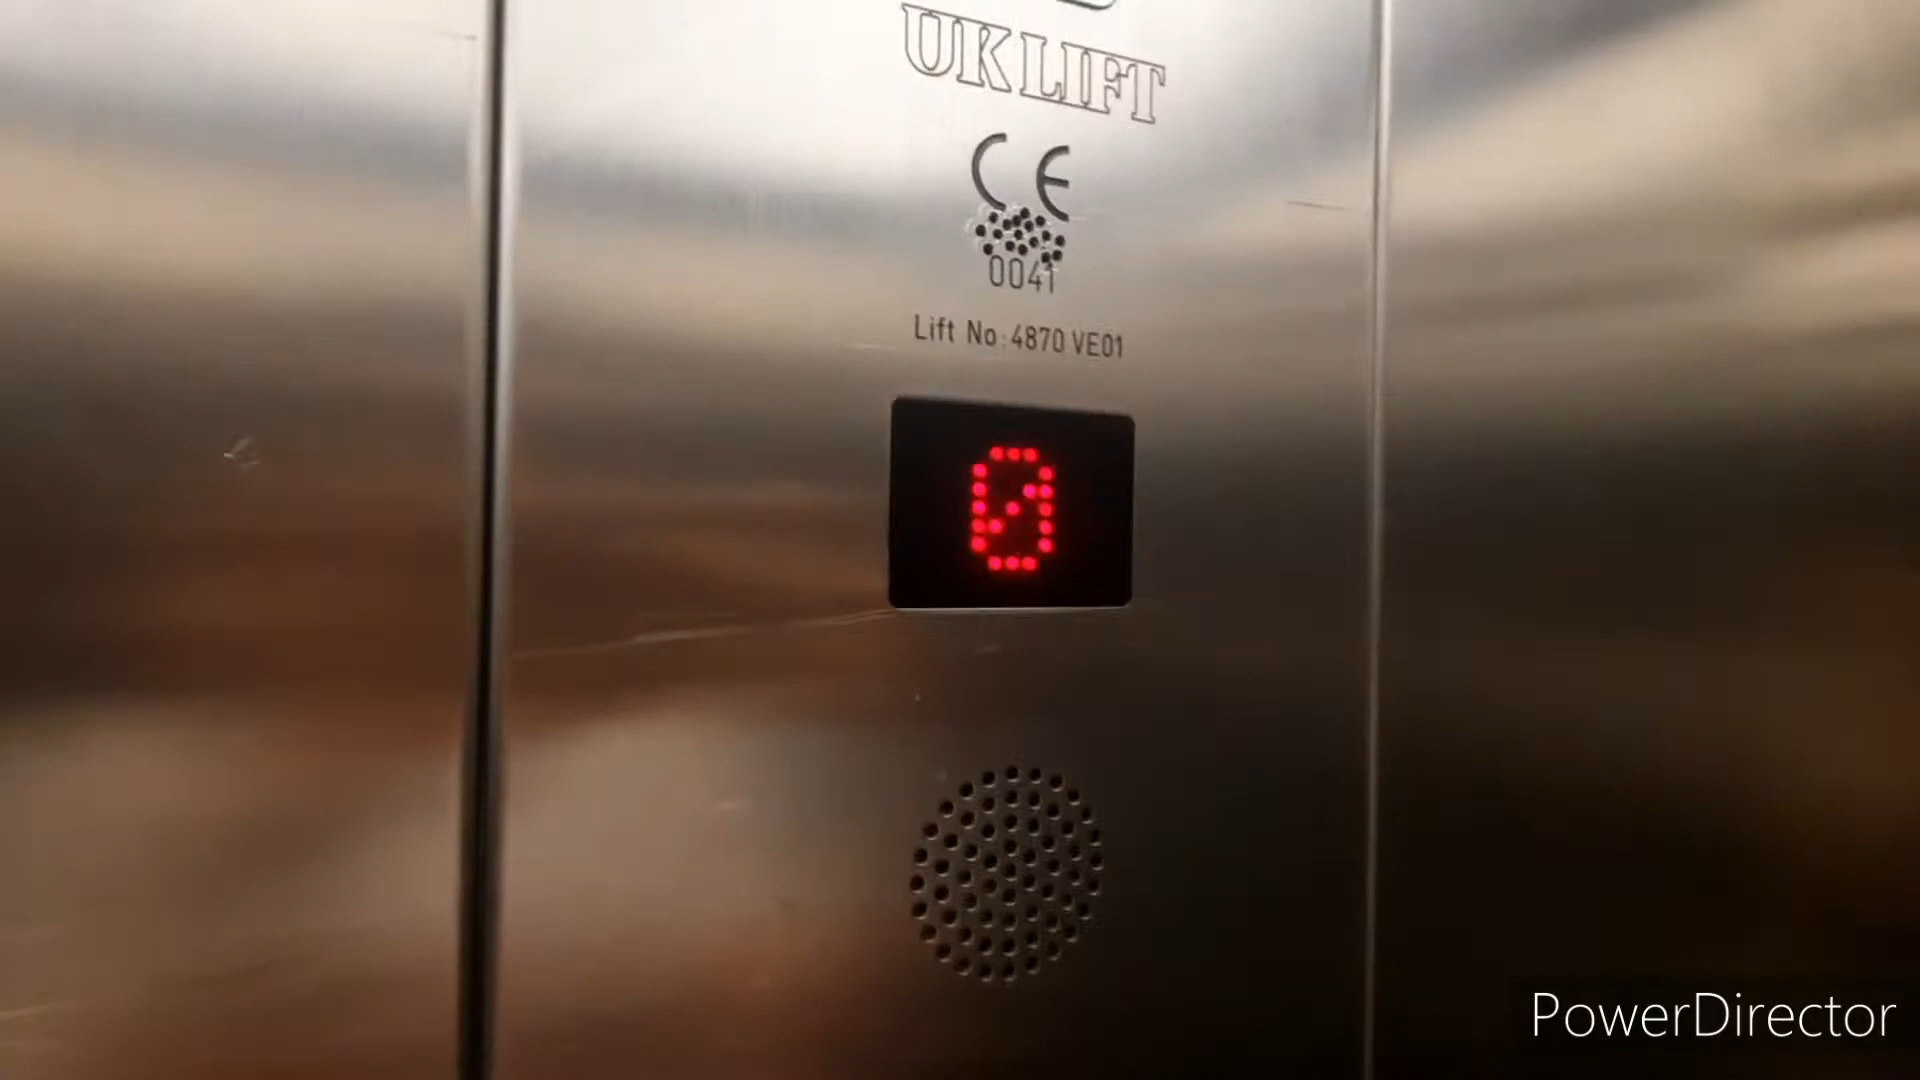 UK LIFT
CE
0041
Lift No: 4870 VE01
0
PowerDirector